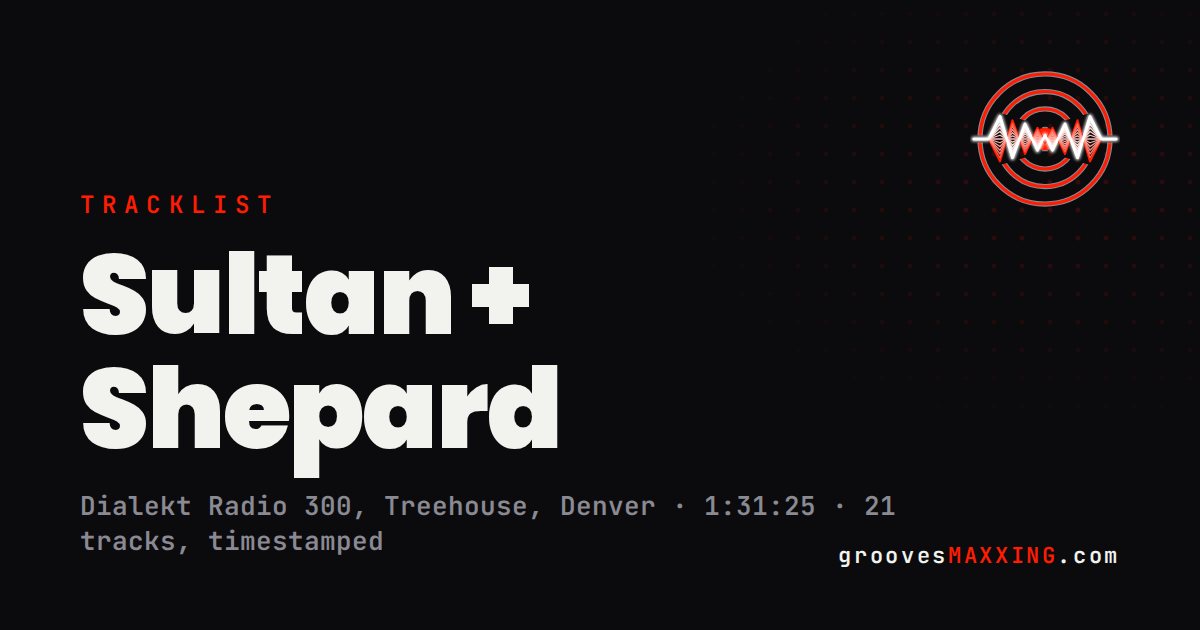 TRACKLIST
Sultan +
Shepard
Dialekt Radio 300, Treehouse, Denver · 1:31:25 · 21
tracks, timestamped
groovesMAXXING.com